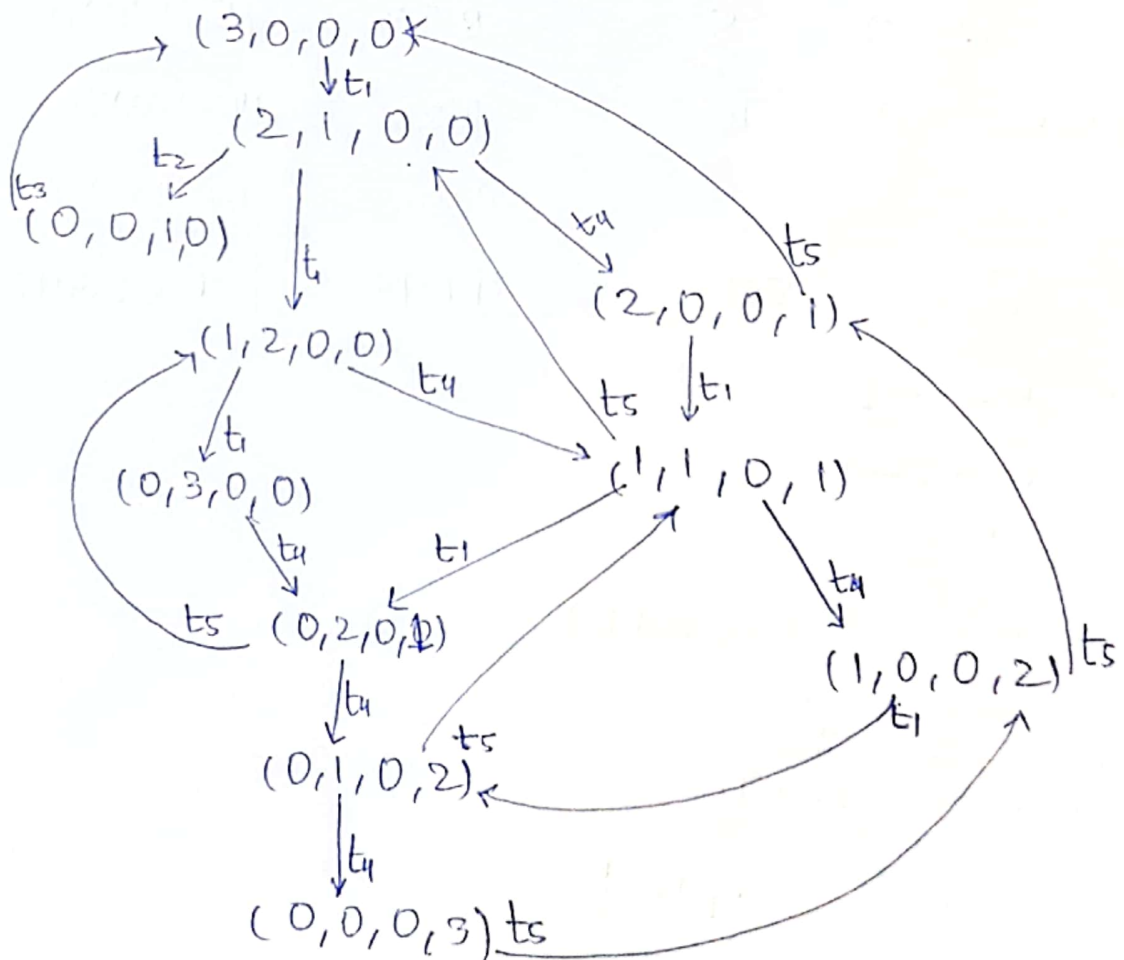 (3,0,0,0)
t1
(2,1,0,0)
t2
t3
t4
(0,0,1,0)
t1
t5
(2,0,0,1)
(1,2,0,0)
t4
t1
t5
t1
(1,1,0,1)
(0,3,0,0)
t4
t1
t4
t5
(0,2,0,1)
t5
(1,0,0,2)
t4
t1
t5
(0,1,0,2)
t4
(0,0,0,3) t5